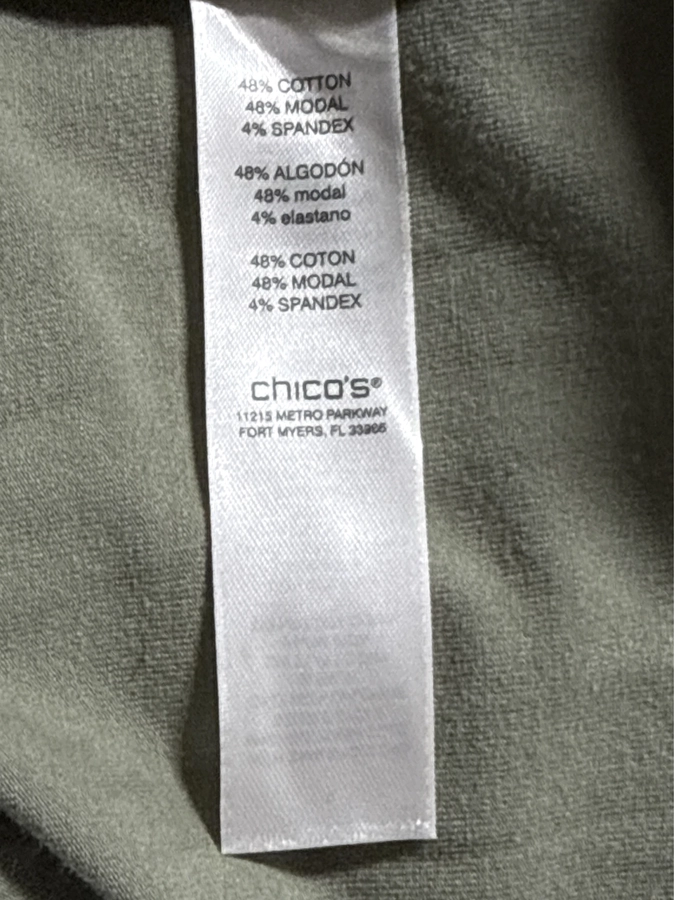 48% COTTON
48% MODAL
4% SPANDEX
48% ALGODÓN
48% modal
4% elastano
48% COTON
48% MODAL
4% SPANDEX
chico's®
11215 METRO PARKWAY
FORT MYERS, FL 33966